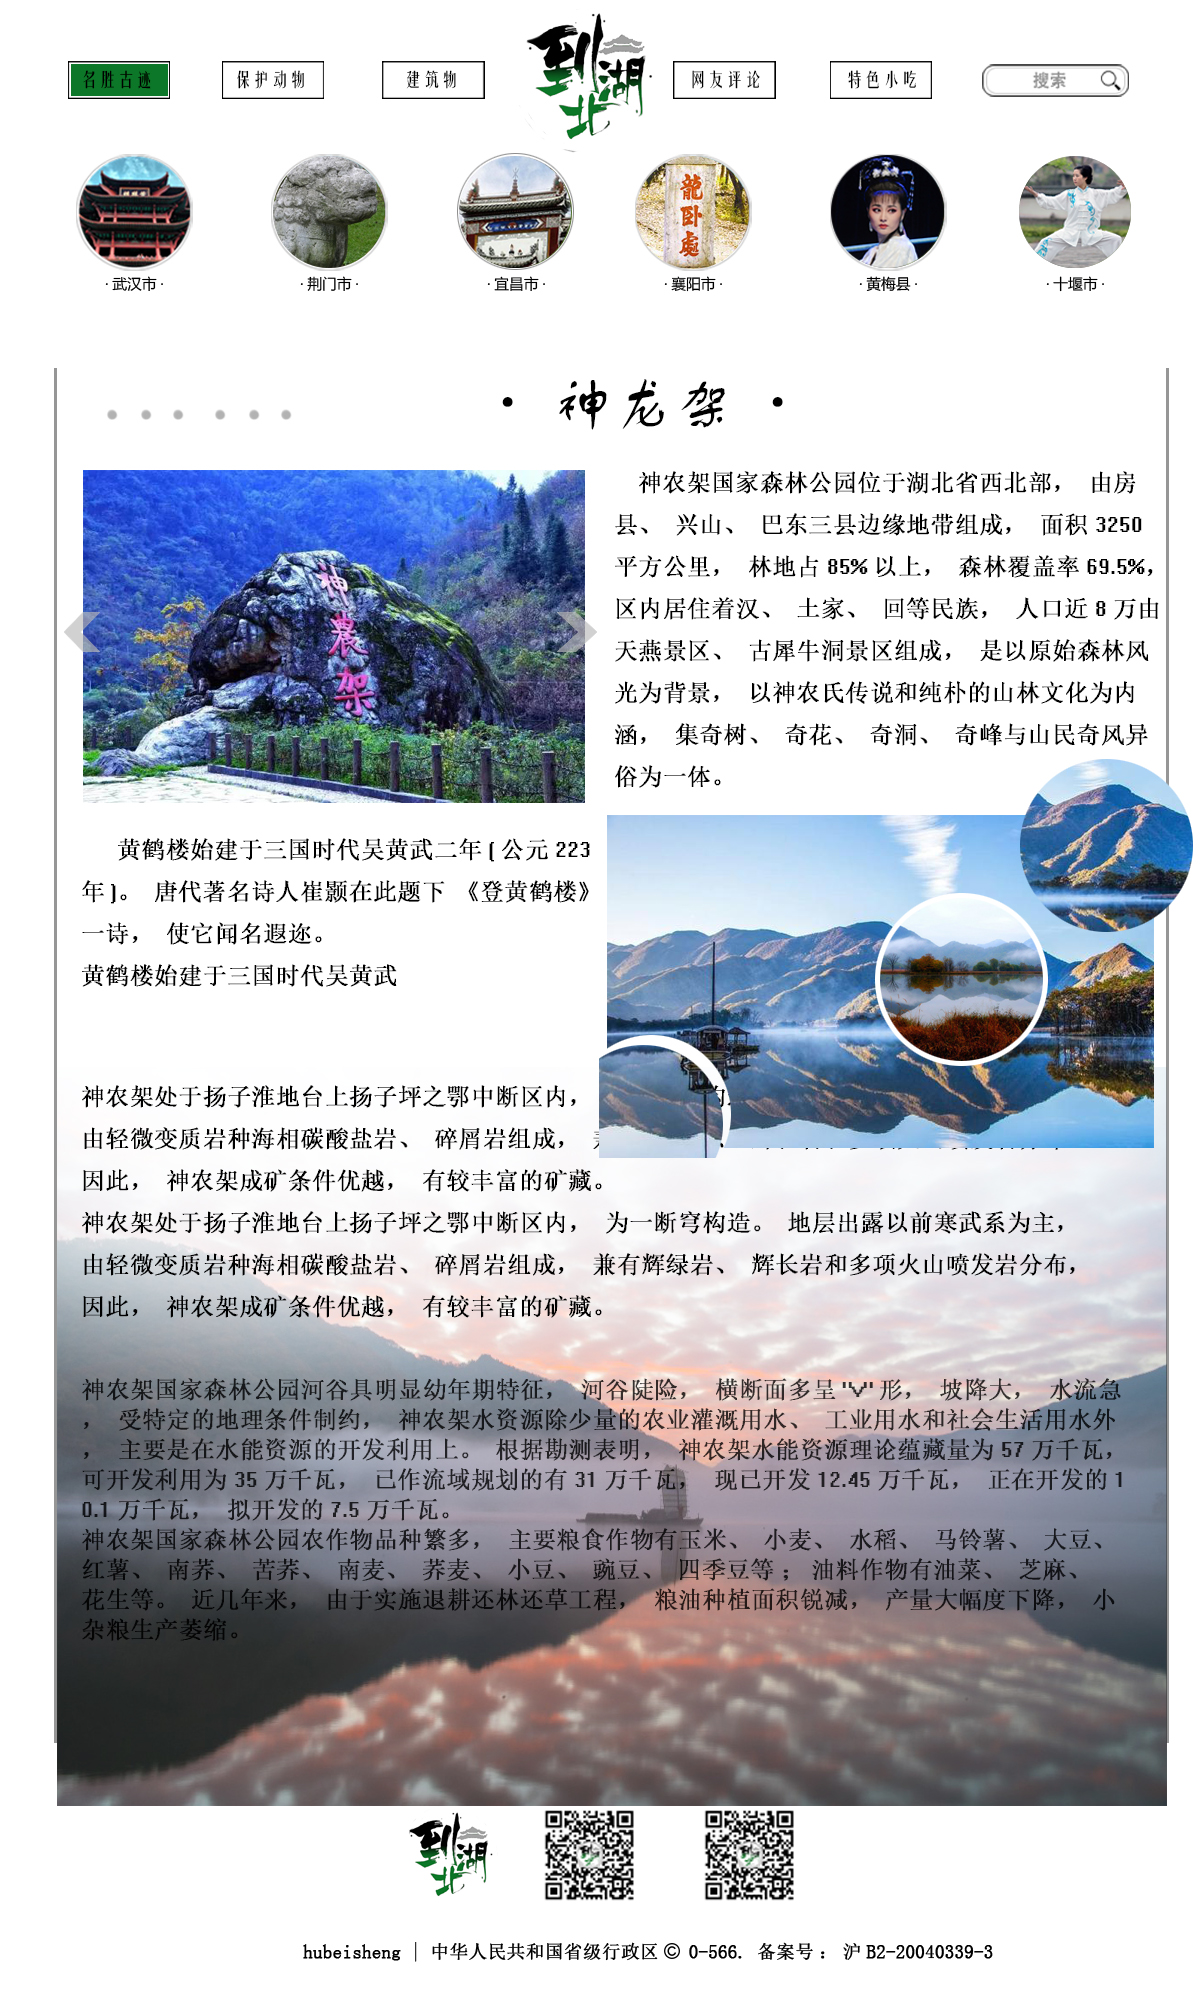 到湖北
名胜古迹 保护动物 建筑物 网友评论 特色小吃 搜索
龍卧處
·武汉市· ·荆门市· ·宜昌市· ·襄阳市· ·黄梅县· ·十堰市·
· 神龙架 ·
神農架
神农架国家森林公园位于湖北省西北部， 由房
县、 兴山、 巴东三县边缘地带组成， 面积 3250
平方公里， 林地占 85% 以上， 森林覆盖率 69.5%，
区内居住着汉、 土家、 回等民族， 人口近 8 万由
天燕景区、 古犀牛洞景区组成， 是以原始森林风
光为背景， 以神农氏传说和纯朴的山林文化为内
涵， 集奇树、 奇花、 奇洞、 奇峰与山民奇风异
俗为一体。
黄鹤楼始建于三国时代吴黄武二年 ( 公元 223
年 )。 唐代著名诗人崔颢在此题下 《登黄鹤楼》
一诗， 使它闻名遐迩。
黄鹤楼始建于三国时代吴黄武
神农架处于扬子淮地台上扬子坪之鄂中断区内，
由轻微变质岩种海相碳酸盐岩、 碎屑岩组成，
因此， 神农架成矿条件优越， 有较丰富的矿藏。
神农架处于扬子淮地台上扬子坪之鄂中断区内， 为一断穹构造。 地层出露以前寒武系为主，
由轻微变质岩种海相碳酸盐岩、 碎屑岩组成， 兼有辉绿岩、 辉长岩和多项火山喷发岩分布，
因此， 神农架成矿条件优越， 有较丰富的矿藏。
神农架国家森林公园河谷具明显幼年期特征， 河谷陡险， 横断面多呈 "V" 形， 坡降大， 水流急
， 受特定的地理条件制约， 神农架水资源除少量的农业灌溉用水、 工业用水和社会生活用水外
， 主要是在水能资源的开发利用上。 根据勘测表明， 神农架水能资源理论蕴藏量为 57 万千瓦，
可开发利用为 35 万千瓦， 已作流域规划的有 31 万千瓦， 现已开发 12.45 万千瓦， 正在开发的 1
0.1 万千瓦， 拟开发的 7.5 万千瓦。
神农架国家森林公园农作物品种繁多， 主要粮食作物有玉米、 小麦、 水稻、 马铃薯、 大豆、
红薯、 南荞、 苦荞、 南麦、 荞麦、 小豆、 豌豆、 四季豆等； 油料作物有油菜、 芝麻、
花生等。 近几年来， 由于实施退耕还林还草工程， 粮油种植面积锐减， 产量大幅度下降， 小
杂粮生产萎缩。
到湖北
hubeisheng | 中华人民共和国省级行政区 © 0-566. 备案号： 沪 B2-20040339-3